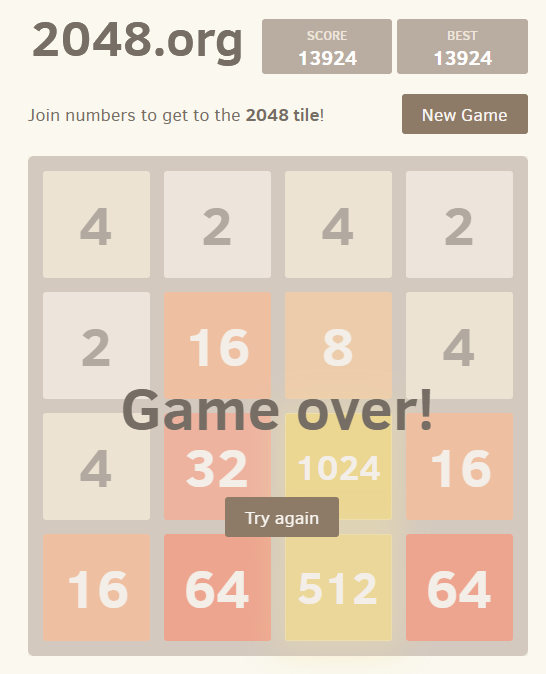 2048.org
SCORE
13924
BEST
13924
Join numbers to get to the 2048 tile!
New Game
4 2 4 2
2 16 8 4
Game over!
4 32 1024 16
Try again
16 64 512 64